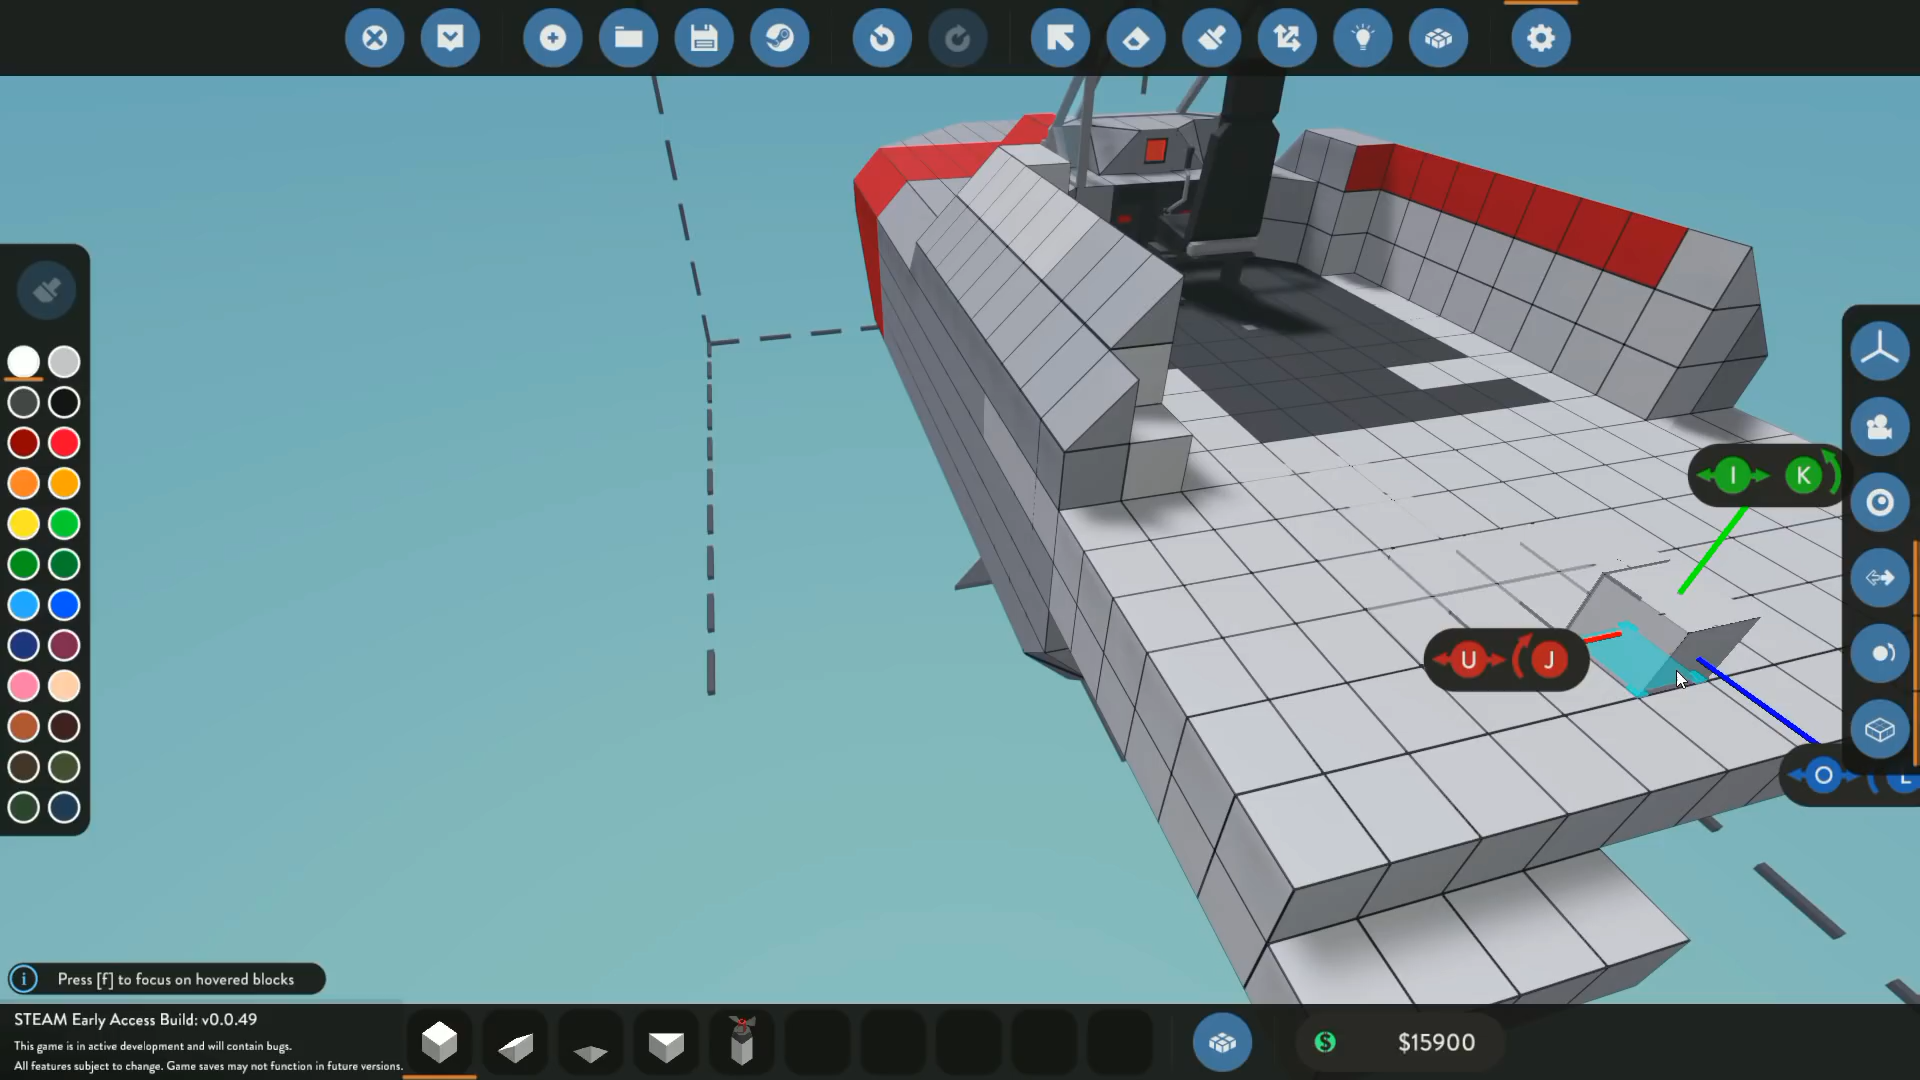 I K
U J
O L
Press [f] to focus on hovered blocks
STEAM Early Access Build: v0.0.49
This game is in active development and will contain bugs.
All features subject to change. Game saves may not function in future versions.
$ $15900